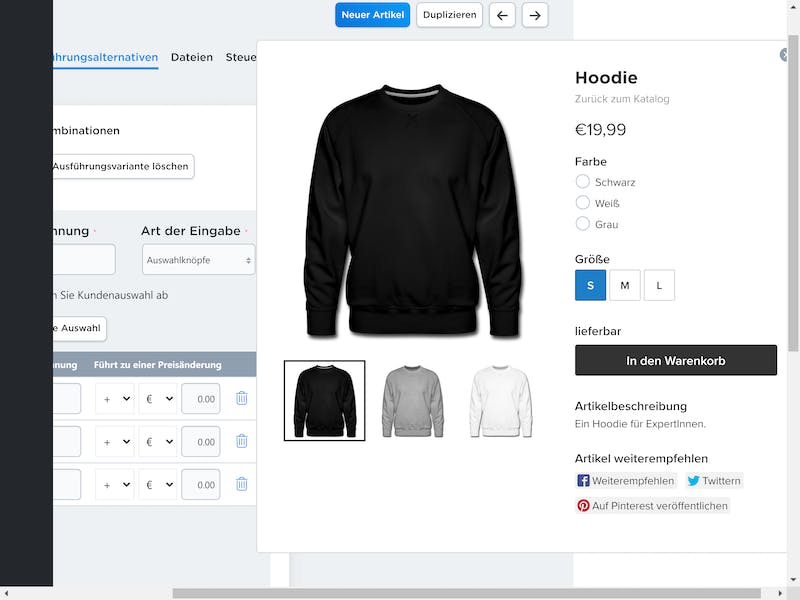 Neuer Artikel
Duplizieren
hrungsalternativen
Dateien
Steue
mbinationen
Ausführungsvariante löschen
nnung *
Art der Eingabe *
Auswahlknöpfe
n Sie Kundenauswahl ab
e Auswahl
nung
Führt zu einer Preisänderung
+ € 0.00
+ € 0.00
+ € 0.00
Hoodie
Zurück zum Katalog
€19,99
Farbe
Schwarz
Weiß
Grau
Größe
S M L
lieferbar
In den Warenkorb
Artikelbeschreibung
Ein Hoodie für ExpertInnen.
Artikel weiterempfehlen
Weiterempfehlen
Twittern
Auf Pinterest veröffentlichen